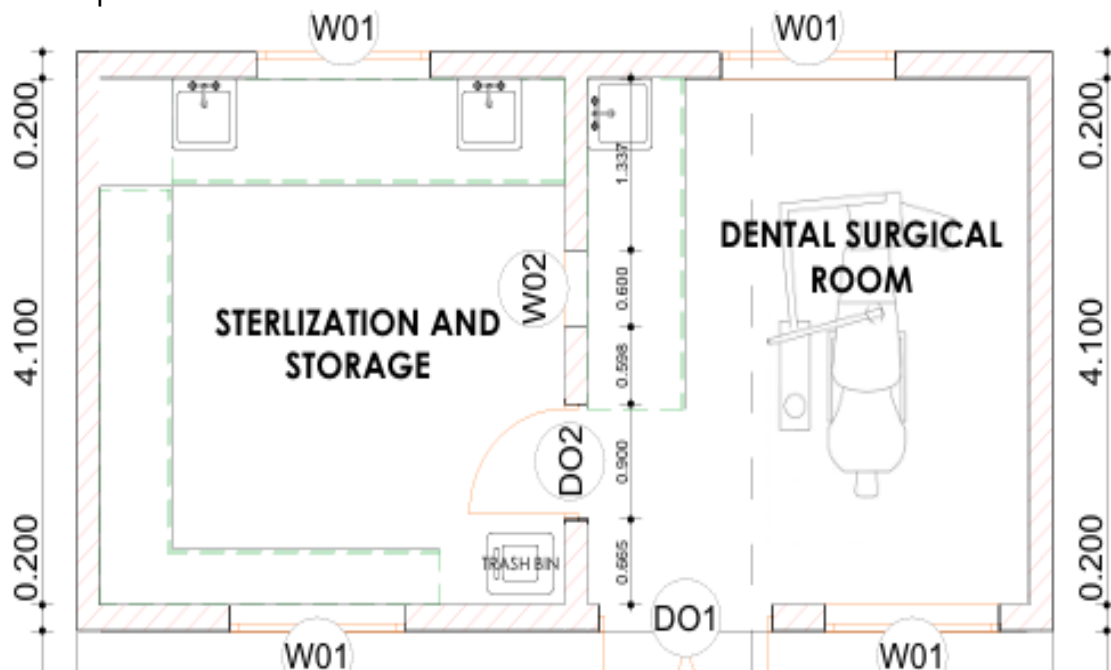 W01
W01
0.200
0.200
1.337
DENTAL SURGICAL
ROOM
W02
0.600
STERLIZATION AND
STORAGE
4.100
4.100
0.598
DO2
0.900
0.200
0.200
TRASH BIN
0.665
DO1
W01
W01